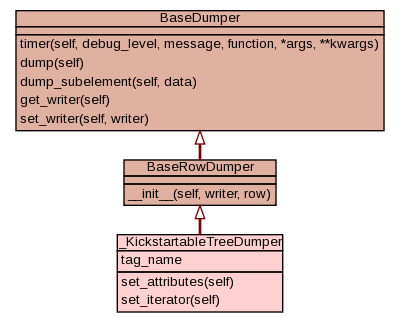 BaseDumper
timer(self, debug_level, message, function, *args, **kwargs)
dump(self)
dump_subelement(self, data)
get_writer(self)
set_writer(self, writer)
BaseRowDumper
__init__(self, writer, row)
_KickstartableTreeDumper
tag_name
set_attributes(self)
set_iterator(self)